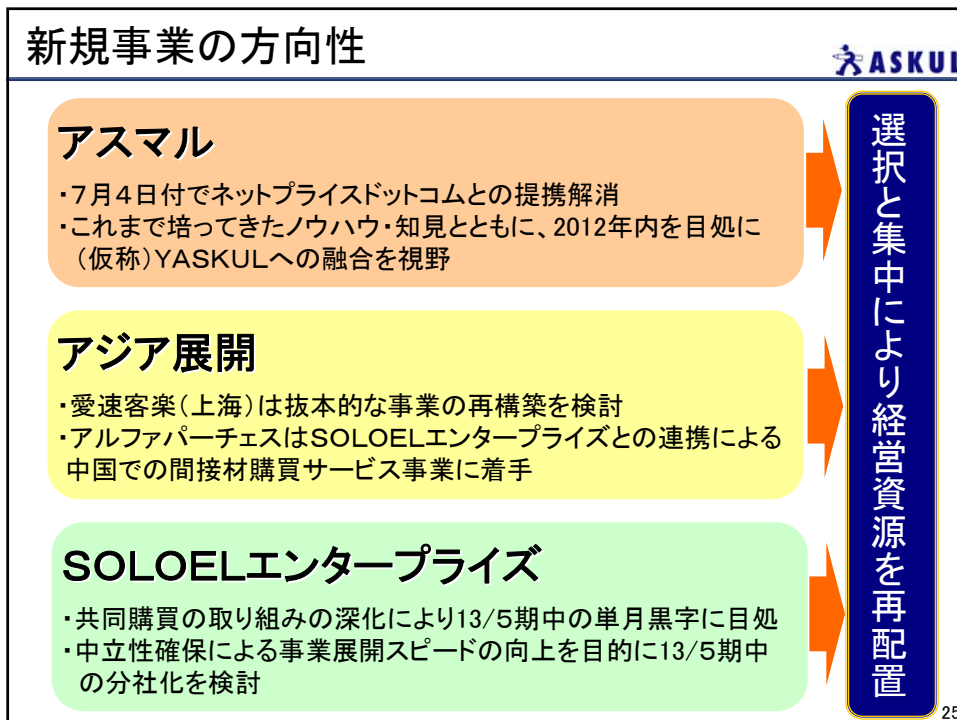 新規事業の方向性
ASKUL
アスマル
・7月4日付でネットプライスドットコムとの提携解消
・これまで培ってきたノウハウ・知見とともに、2012年内を目処に
（仮称）YASKULへの融合を視野
アジア展開
・愛速客楽（上海）は抜本的な事業の再構築を検討
・アルファパーチェスはSOLOELエンタープライズとの連携による
中国での間接材購買サービス事業に着手
SOLOELエンタープライズ
・共同購買の取り組みの深化により13/5期中の単月黒字に目処
・中立性確保による事業展開スピードの向上を目的に13/5期中
の分社化を検討
選択と集中により経営資源を再配置
25